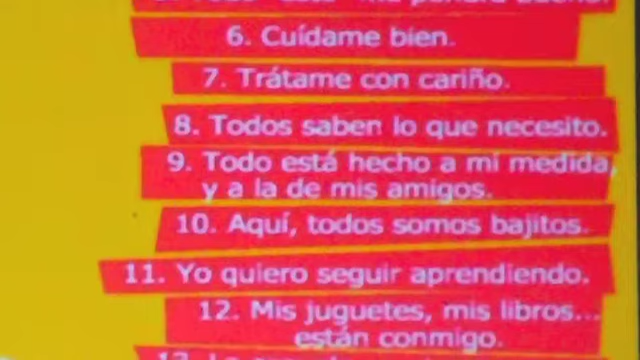 6. Cuídame bien.
7. Trátame con cariño.
8. Todos saben lo que necesito.
9. Todo está hecho a mi medida,
y a la de mis amigos.
10. Aquí, todos somos bajitos.
11. Yo quiero seguir aprendiendo.
12. Mis juguetes, mis libros...
están conmigo.